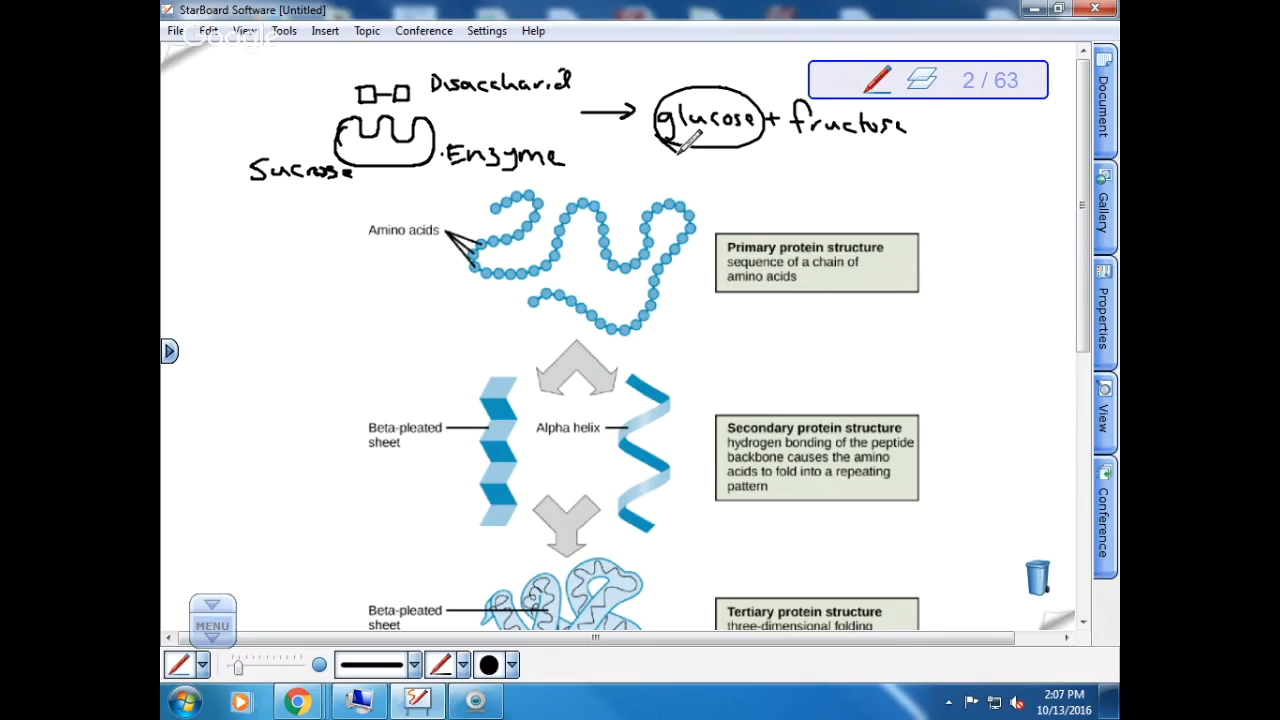 StarBoard Software [Untitled]
File Edit View Tools Insert Topic Conference Settings Help
Google
2 / 63
Disaccharid
glucose + fructose
Enzyme
Sucrose
Amino acids
Primary protein structure
sequence of a chain of
amino acids
Beta-pleated
sheet
Alpha helix
Secondary protein structure
hydrogen bonding of the peptide
backbone causes the amino
acids to fold into a repeating
pattern
Beta-pleated
sheet
Tertiary protein structure
three-dimensional folding
Document
Gallery
Properties
View
Conference
MENU
2:07 PM
10/13/2016